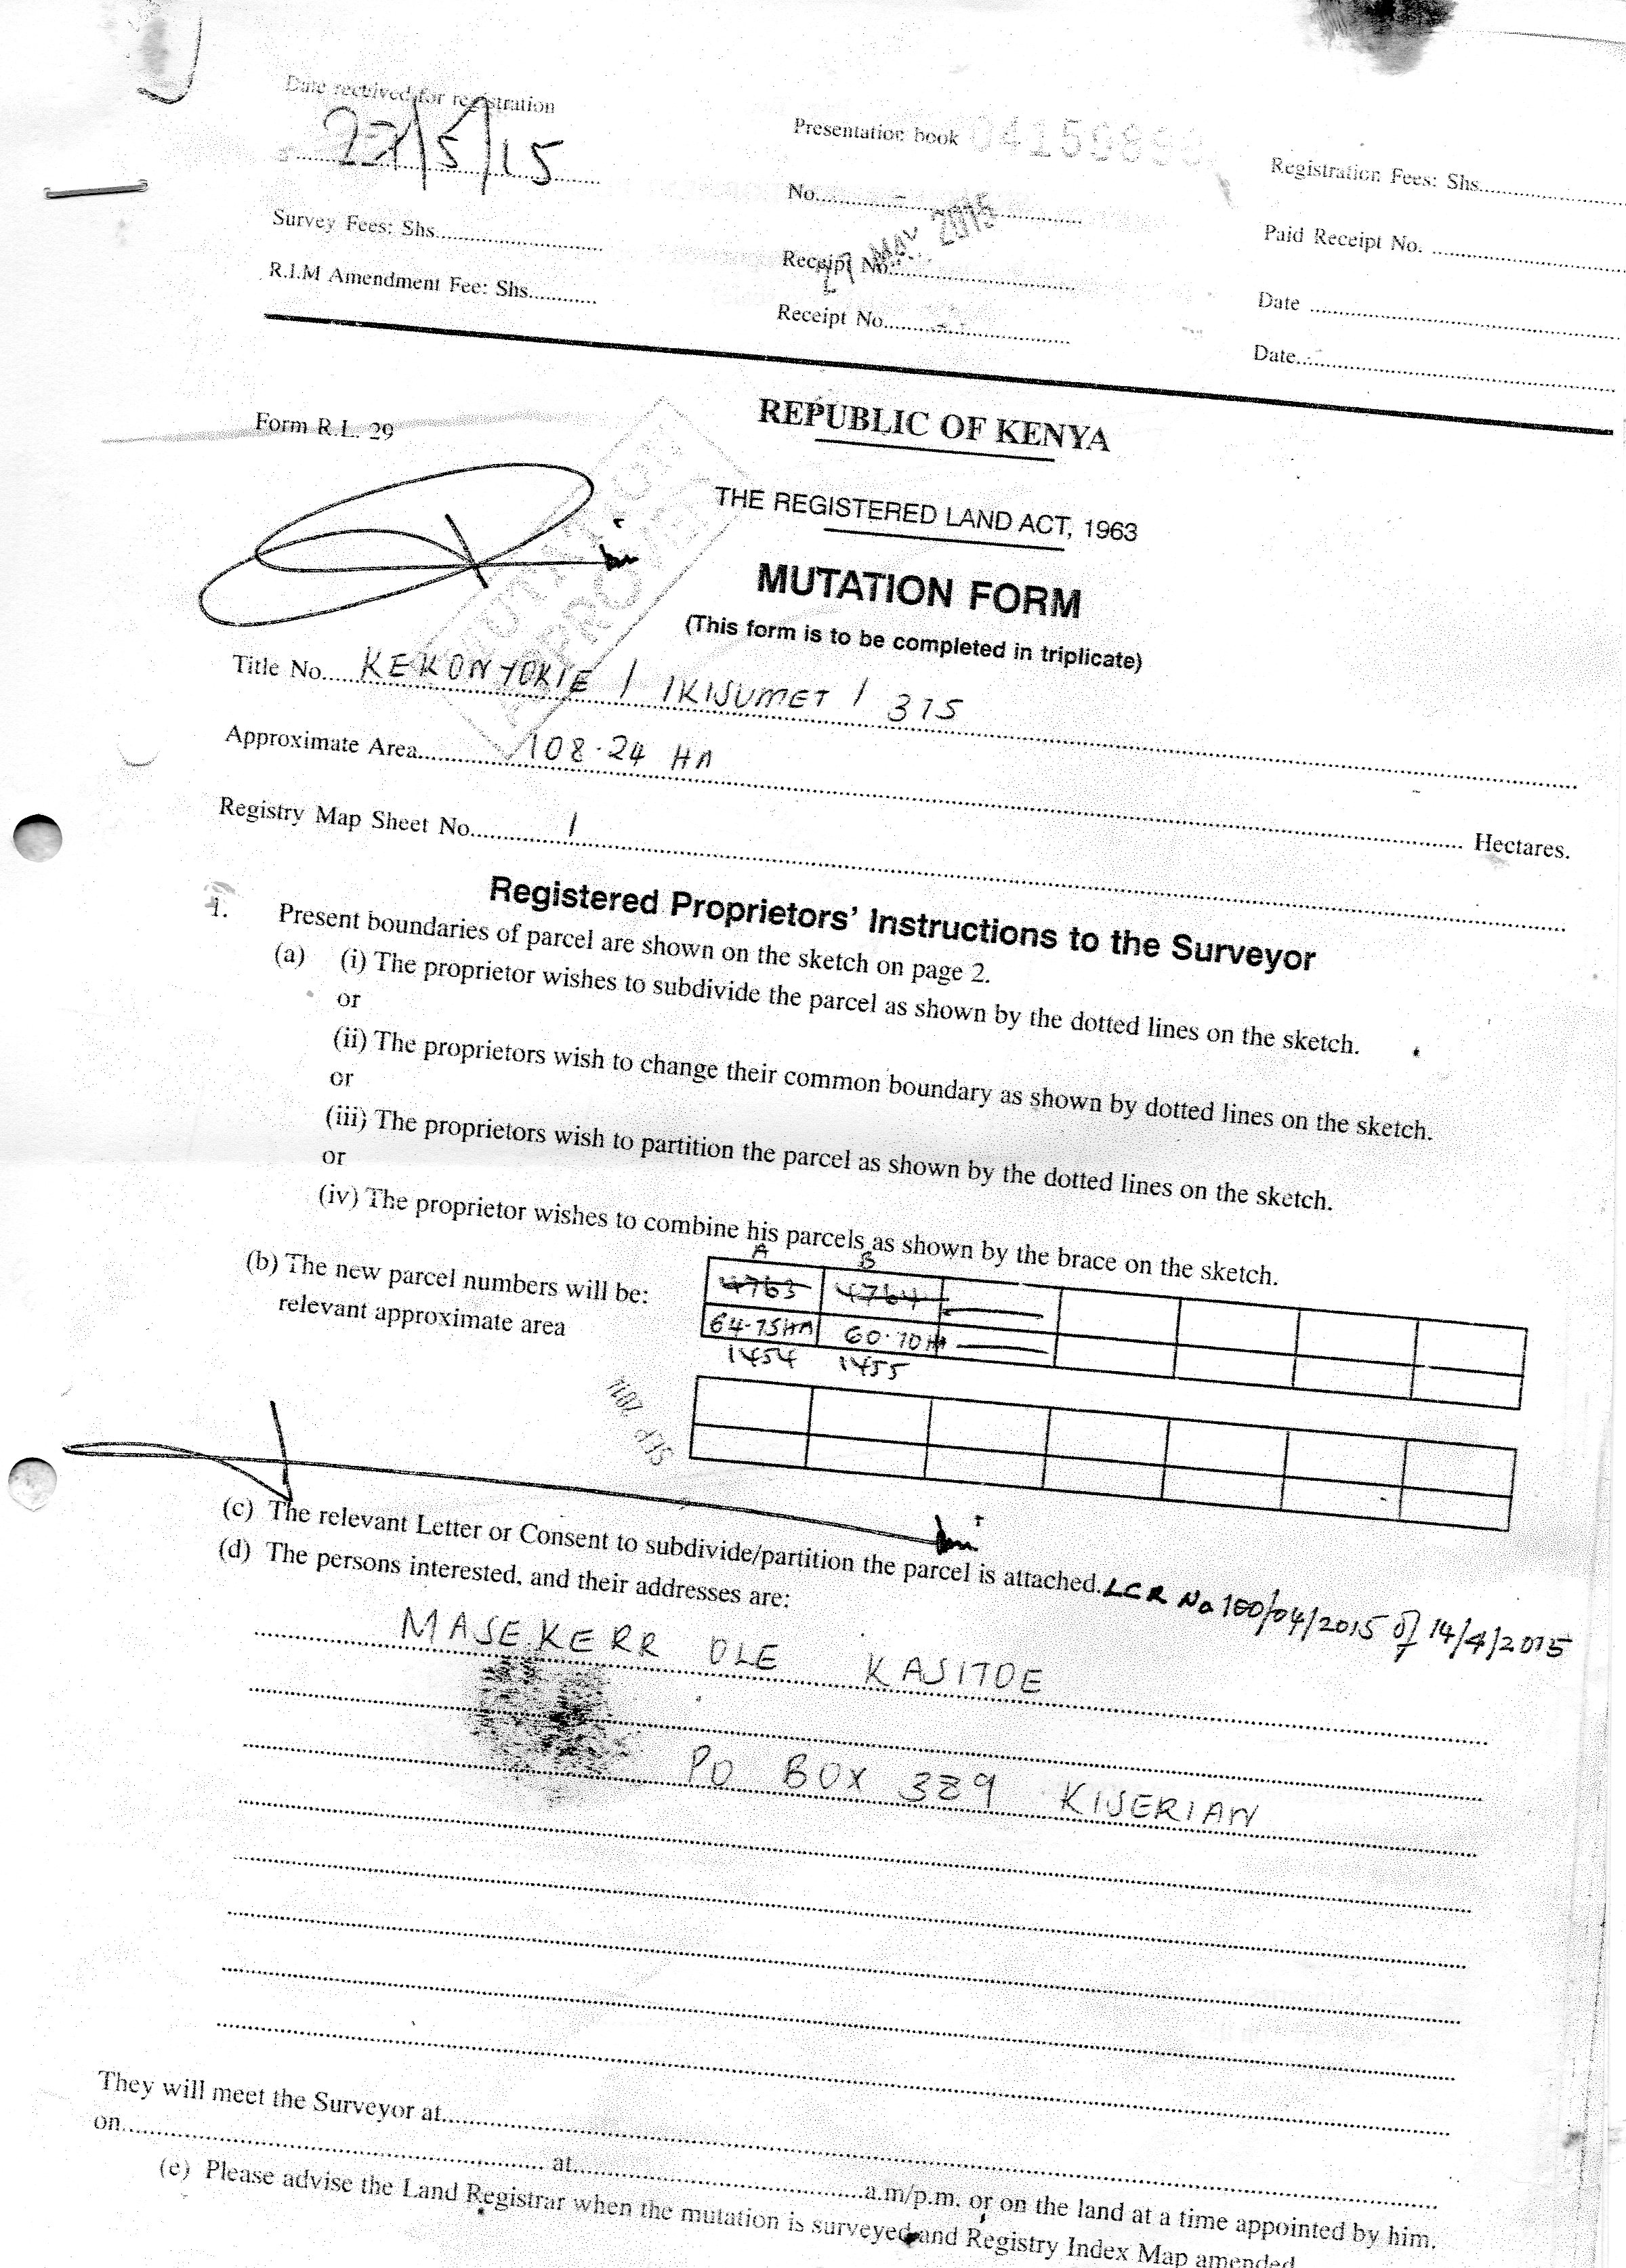 Date received for registration
27/5/15
Presentation book
Registration Fees: Shs
No.
Survey Fees: Shs
Paid Receipt No.
27 MAY 2015
Receipt No.
R.I.M Amendment Fee: Shs
Date
Receipt No
Date
Form R.L. 29
REPUBLIC OF KENYA
THE REGISTERED LAND ACT, 1963
MUTATION FORM
(This form is to be completed in triplicate)
MUTATION
APPROVED
Title No. KEKONYOKIE / IKISUMET / 315
Approximate Area 108.24 HA Hectares.
Registry Map Sheet No. 1
Registered Proprietors' Instructions to the Surveyor
1. Present boundaries of parcel are shown on the sketch on page 2.
(a) (i) The proprietor wishes to subdivide the parcel as shown by the dotted lines on the sketch.
or
(ii) The proprietors wish to change their common boundary as shown by dotted lines on the sketch.
or
(iii) The proprietors wish to partition the parcel as shown by the dotted lines on the sketch.
or
(iv) The proprietor wishes to combine his parcels as shown by the brace on the sketch.
A B
(b) The new parcel numbers will be: 4763 4764
relevant approximate area 64.75HA 60.70HA
1454 1455
SEP 2011
(c) The relevant Letter or Consent to subdivide/partition the parcel is attached. LCR No 100/04/2015 of 14/4/2015
(d) The persons interested, and their addresses are:
MASEKERR OLE KASITOE
PO BOX 389 KISERIAN
They will meet the Surveyor at
on at a.m/p.m. or on the land at a time appointed by him.
(e) Please advise the Land Registrar when the mutation is surveyed and Registry Index Map amended